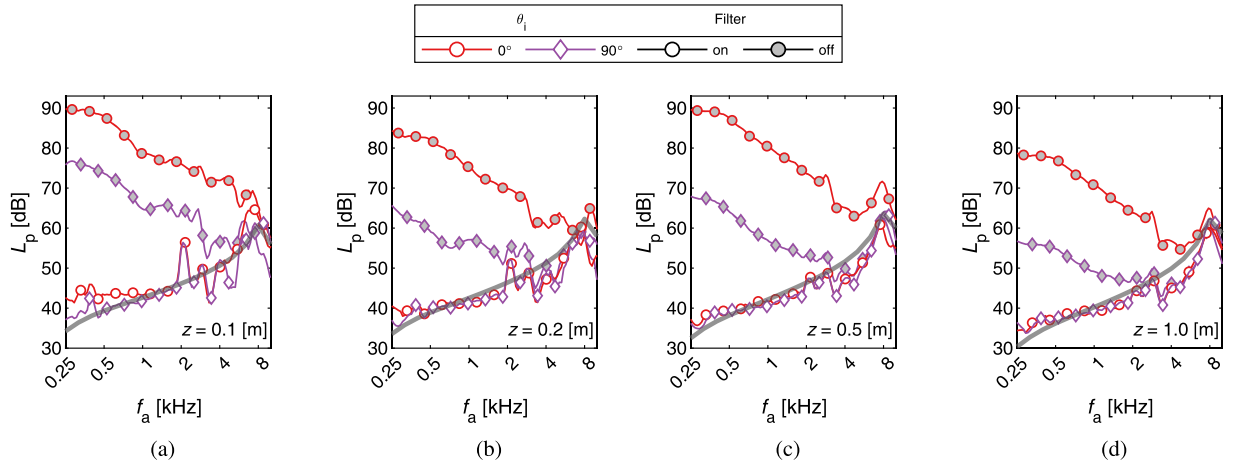 θi Filter
0° 90° on off
90 90 90 90
80 80 80 80
70 70 70 70
60 60 60 60
50 50 50 50
40 40 40 40
30 30 30 30
Lp [dB] Lp [dB] Lp [dB] Lp [dB]
z = 0.1 [m] z = 0.2 [m] z = 0.5 [m] z = 1.0 [m]
0.25 0.5 1 2 4 8 0.25 0.5 1 2 4 8 0.25 0.5 1 2 4 8 0.25 0.5 1 2 4 8
fa [kHz] fa [kHz] fa [kHz] fa [kHz]
(a) (b) (c) (d)